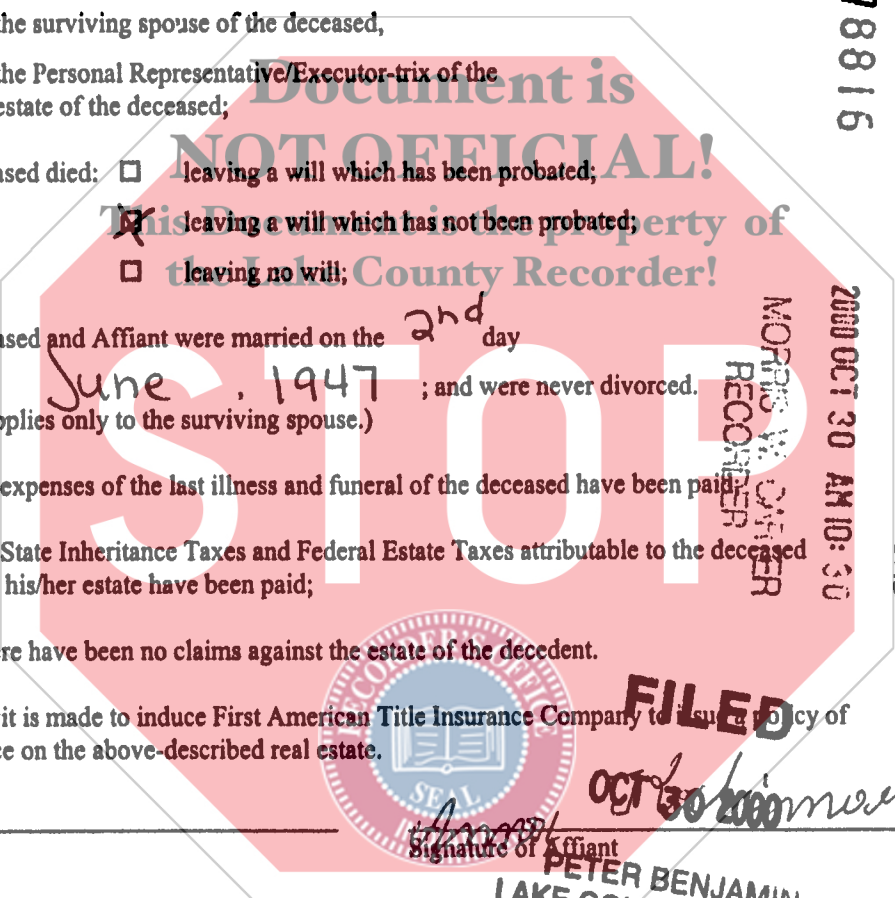 the surviving spouse of the deceased,
the Personal Representative/Executor-trix of the
estate of the deceased;
Document is
NOT OFFICIAL!
This Document is the property of
the Lake County Recorder!
ased died: ☐ leaving a will which has been probated;
☒ leaving a will which has not been probated;
☐ leaving no will;
ased and Affiant were married on the 2nd day
June, 1947 ; and were never divorced.
pplies only to the surviving spouse.)
expenses of the last illness and funeral of the deceased have been paid;
State Inheritance Taxes and Federal Estate Taxes attributable to the deceased
his/her estate have been paid;
re have been no claims against the estate of the decedent.
it is made to induce First American Title Insurance Company to issue a policy of
ce on the above-described real estate.
STOP
RECORDER'S OFFICE
SEAL
FILED
OCT 30 2000
Signature of Affiant
PETER BENJAMIN
8816
2000 OCT 30 AM 10: 30
MORRIS W. CARTER
RECORDER